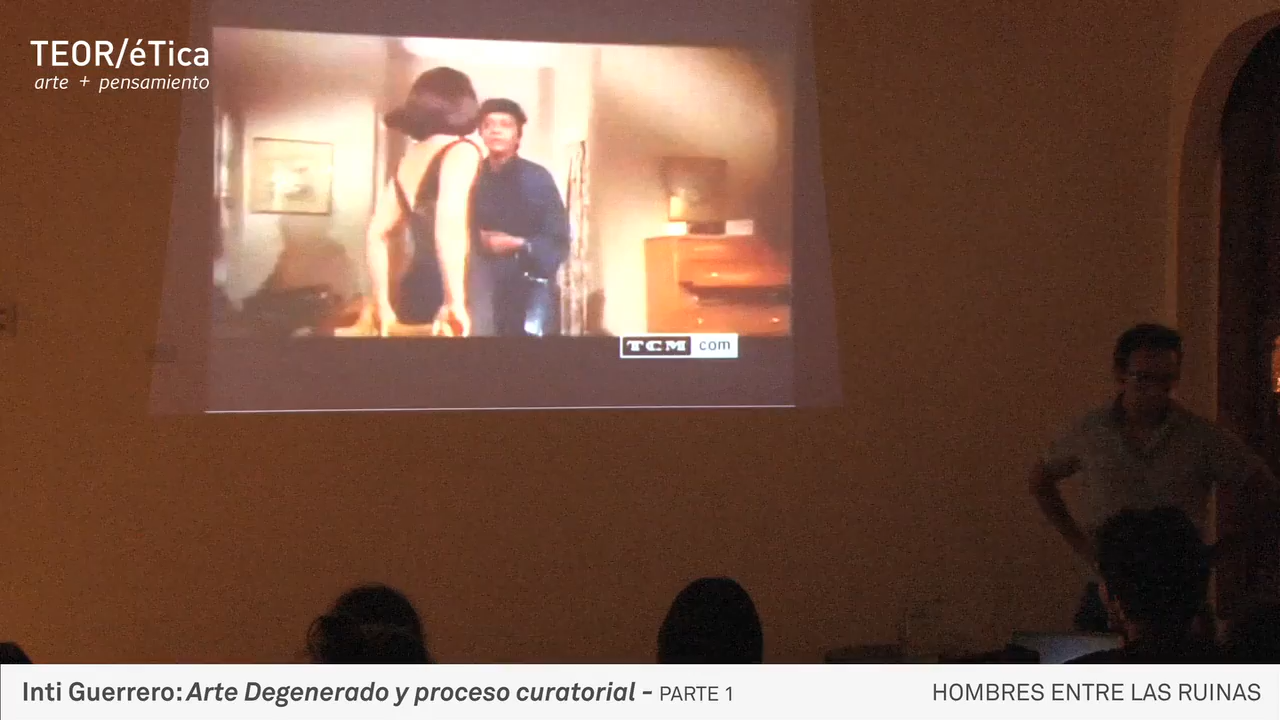 TEOR/éTica
arte + pensamiento
TCM com
Inti Guerrero: Arte Degenerado y proceso curatorial - PARTE 1
HOMBRES ENTRE LAS RUINAS